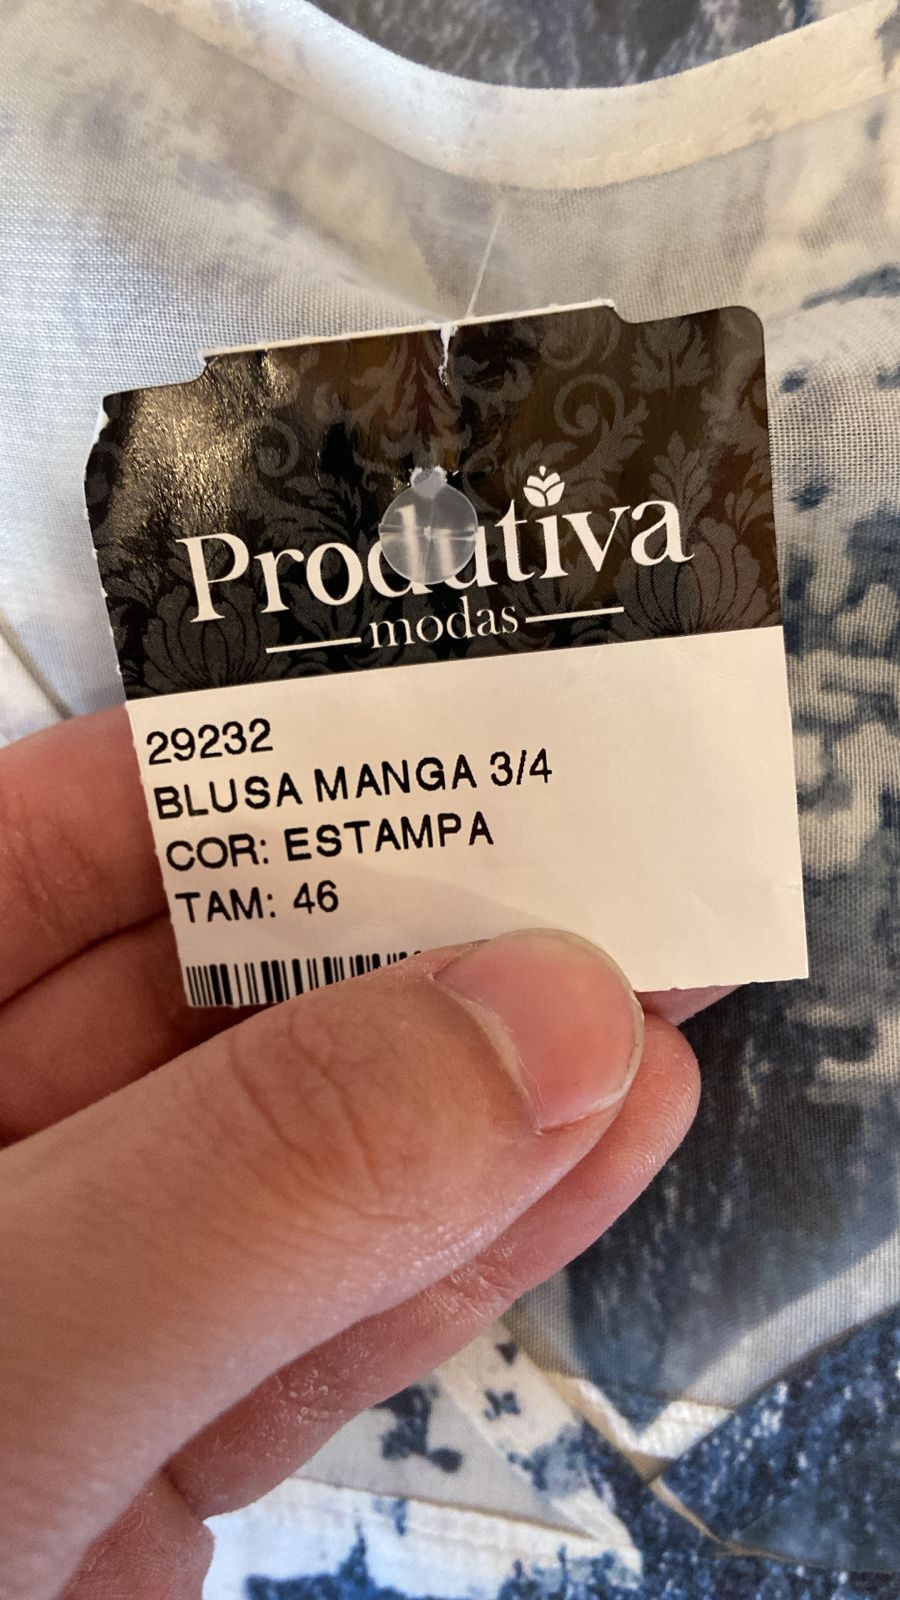 Produtiva
modas
29232
BLUSA MANGA 3/4
COR: ESTAMPA
TAM: 46